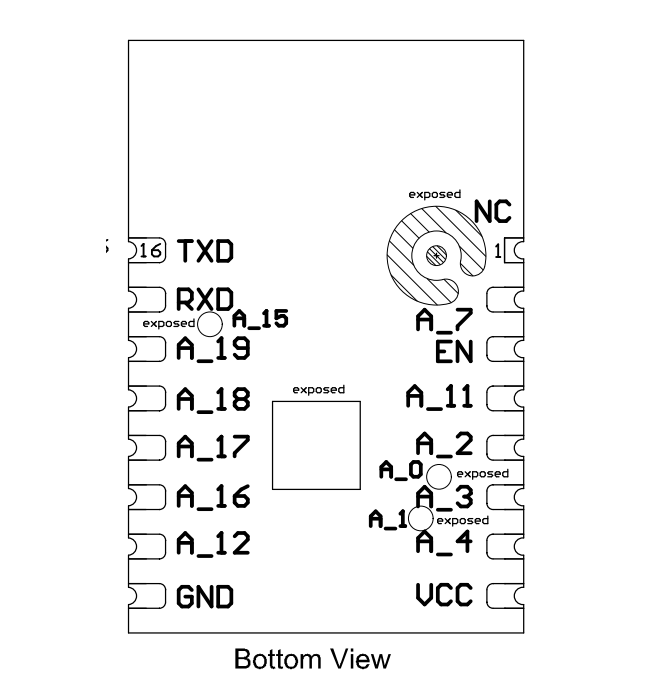 exposed
NC
16 TXD
1
RXD
exposed
A_15
A_7
A_19
EN
exposed
A_18
A_11
A_17
A_2
A_0
exposed
A_16
A_3
A_1
exposed
A_12
A_4
GND
VCC
Bottom View